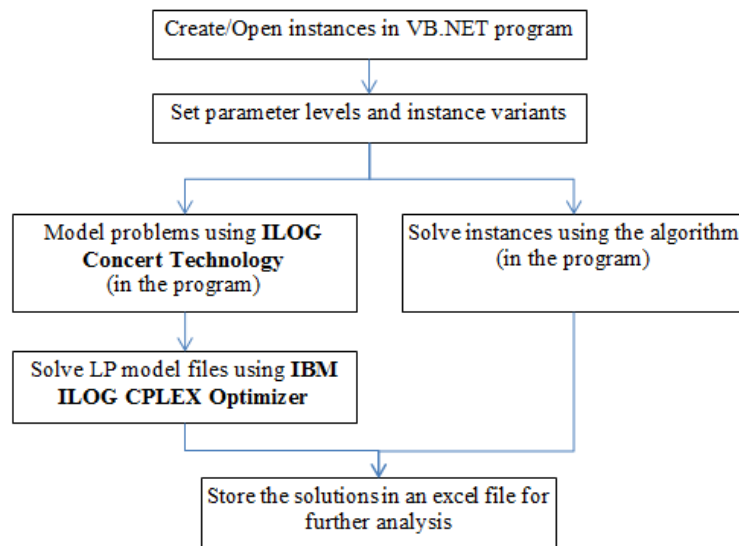 Create/Open instances in VB.NET program
Set parameter levels and instance variants
Model problems using ILOG
Concert Technology
(in the program)
Solve instances using the algorithm
(in the program)
Solve LP model files using IBM
ILOG CPLEX Optimizer
Store the solutions in an excel file for
further analysis